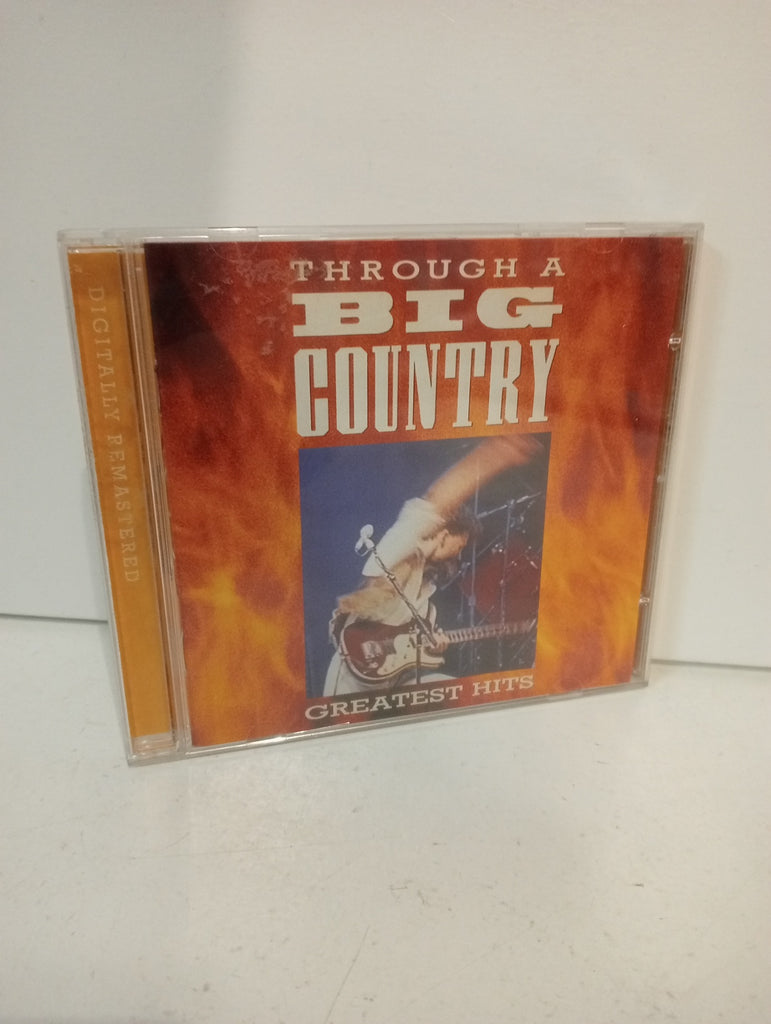 DIGITALLY REMASTERED
THROUGH A
BIG
COUNTRY
GREATEST HITS